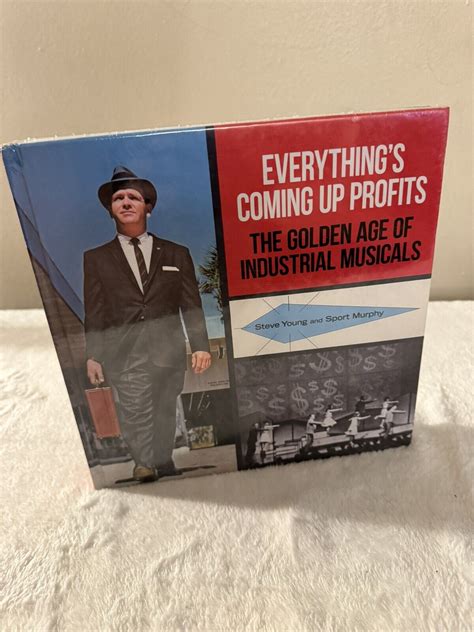 EVERYTHING'S
COMING UP PROFITS
THE GOLDEN AGE OF
INDUSTRIAL MUSICALS
Steve Young and Sport Murphy
$ $ $ $ $